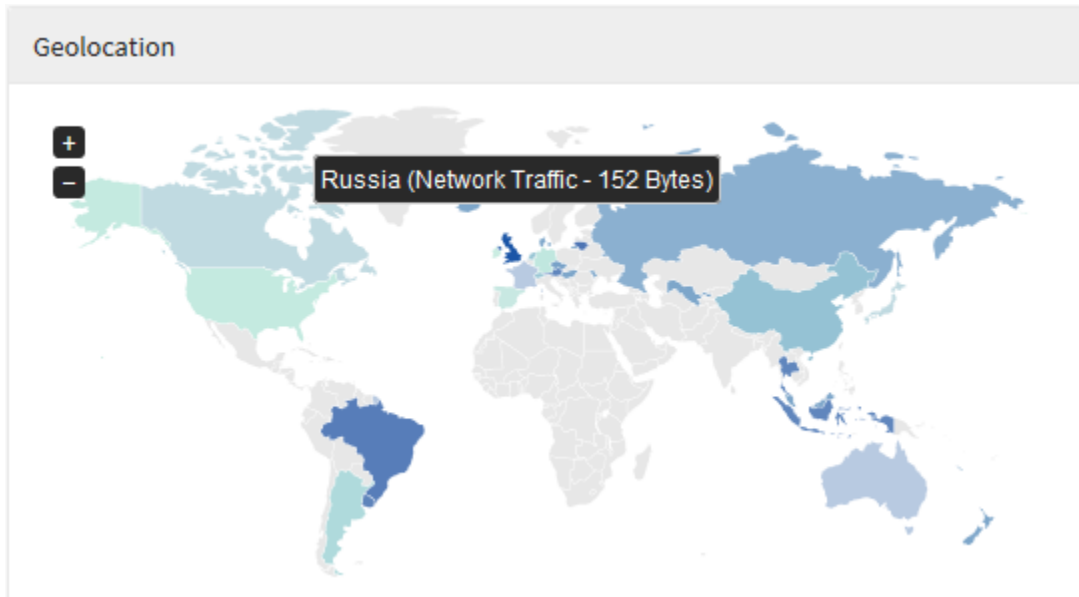 Geolocation
+
Russia (Network Traffic - 152 Bytes)
−